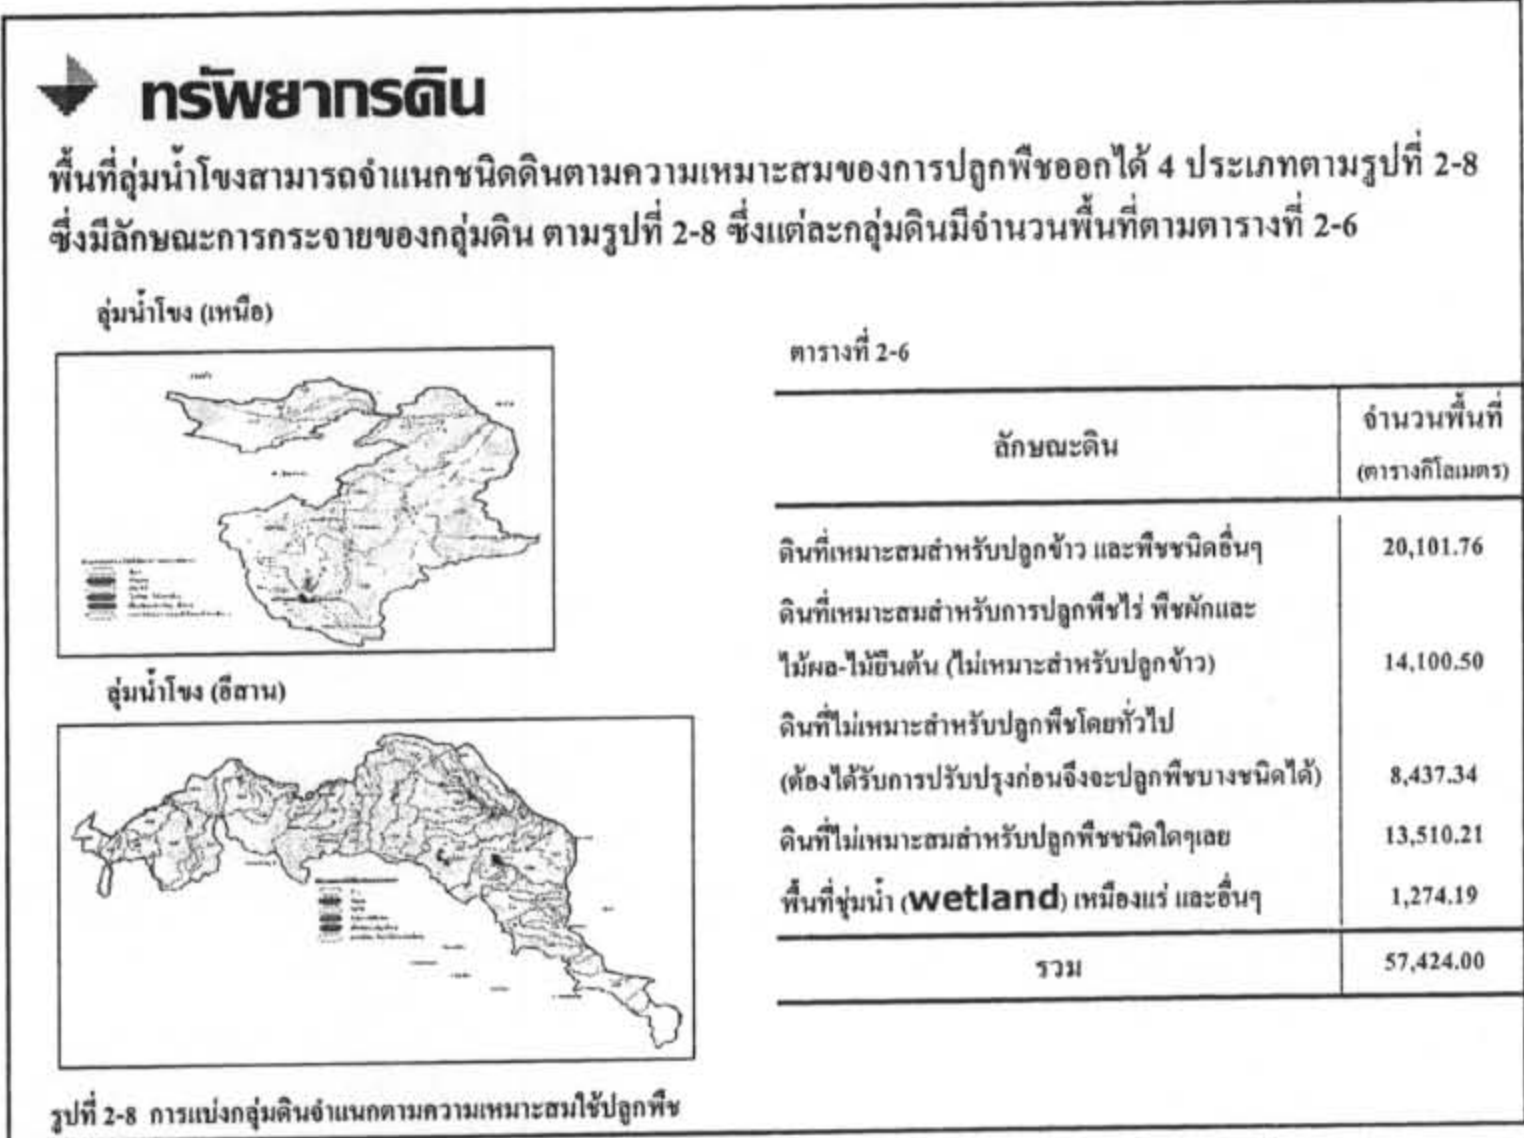 ทรัพยากรดิน
พื้นที่ลุ่มน้ำโขงสามารถจำแนกชนิดดินตามความเหมาะสมของการปลูกพืชออกได้ 4 ประเภทตามรูปที่ 2-8
ซึ่งมีลักษณะการกระจายของกลุ่มดิน ตามรูปที่ 2-8 ซึ่งแต่ละกลุ่มดินมีจำนวนพื้นที่ตามตารางที่ 2-6
ลุ่มน้ำโขง (เหนือ)
ลุ่มน้ำโขง (อีสาน)
รูปที่ 2-8 การแบ่งกลุ่มดินจำแนกตามความเหมาะสมใช้ปลูกพืช
ตารางที่ 2-6
ลักษณะดิน
จำนวนพื้นที่
(ตารางกิโลเมตร)
ดินที่เหมาะสมสำหรับปลูกข้าว และพืชชนิดอื่นๆ 20,101.76
ดินที่เหมาะสมสำหรับการปลูกพืชไร่ พืชผักและ
ไม้ผล-ไม้ยืนต้น (ไม่เหมาะสำหรับปลูกข้าว) 14,100.50
ดินที่ไม่เหมาะสำหรับปลูกพืชโดยทั่วไป
(ต้องได้รับการปรับปรุงก่อนจึงจะปลูกพืชบางชนิดได้) 8,437.34
ดินที่ไม่เหมาะสมสำหรับปลูกพืชชนิดใดๆเลย 13,510.21
พื้นที่ชุ่มน้ำ (wetland) เหมืองแร่ และอื่นๆ 1,274.19
รวม 57,424.00